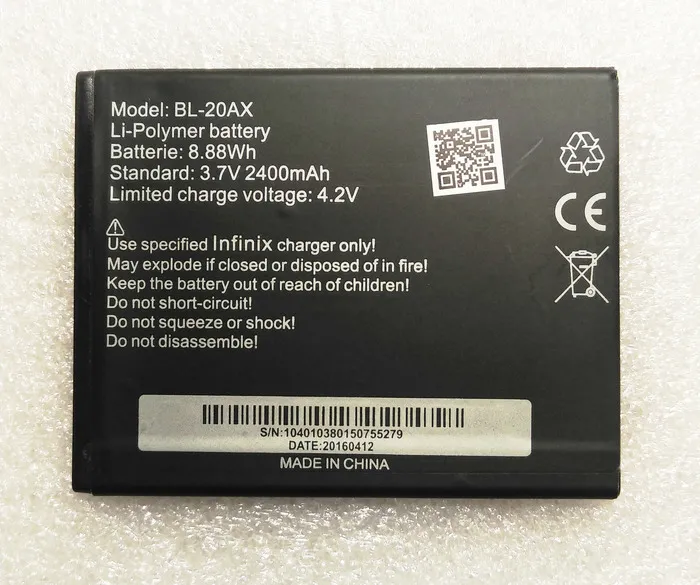 Model: BL-20AX
Li-Polymer battery
Batterie: 8.88Wh
Standard: 3.7V 2400mAh
Limited charge voltage: 4.2V
Use specified Infinix charger only!
May explode if closed or disposed of in fire!
Keep the battery out of reach of children!
Do not short-circuit!
Do not squeeze or shock!
Do not disassemble!
CE
S/N:104010380150755279
DATE:20160412
MADE IN CHINA